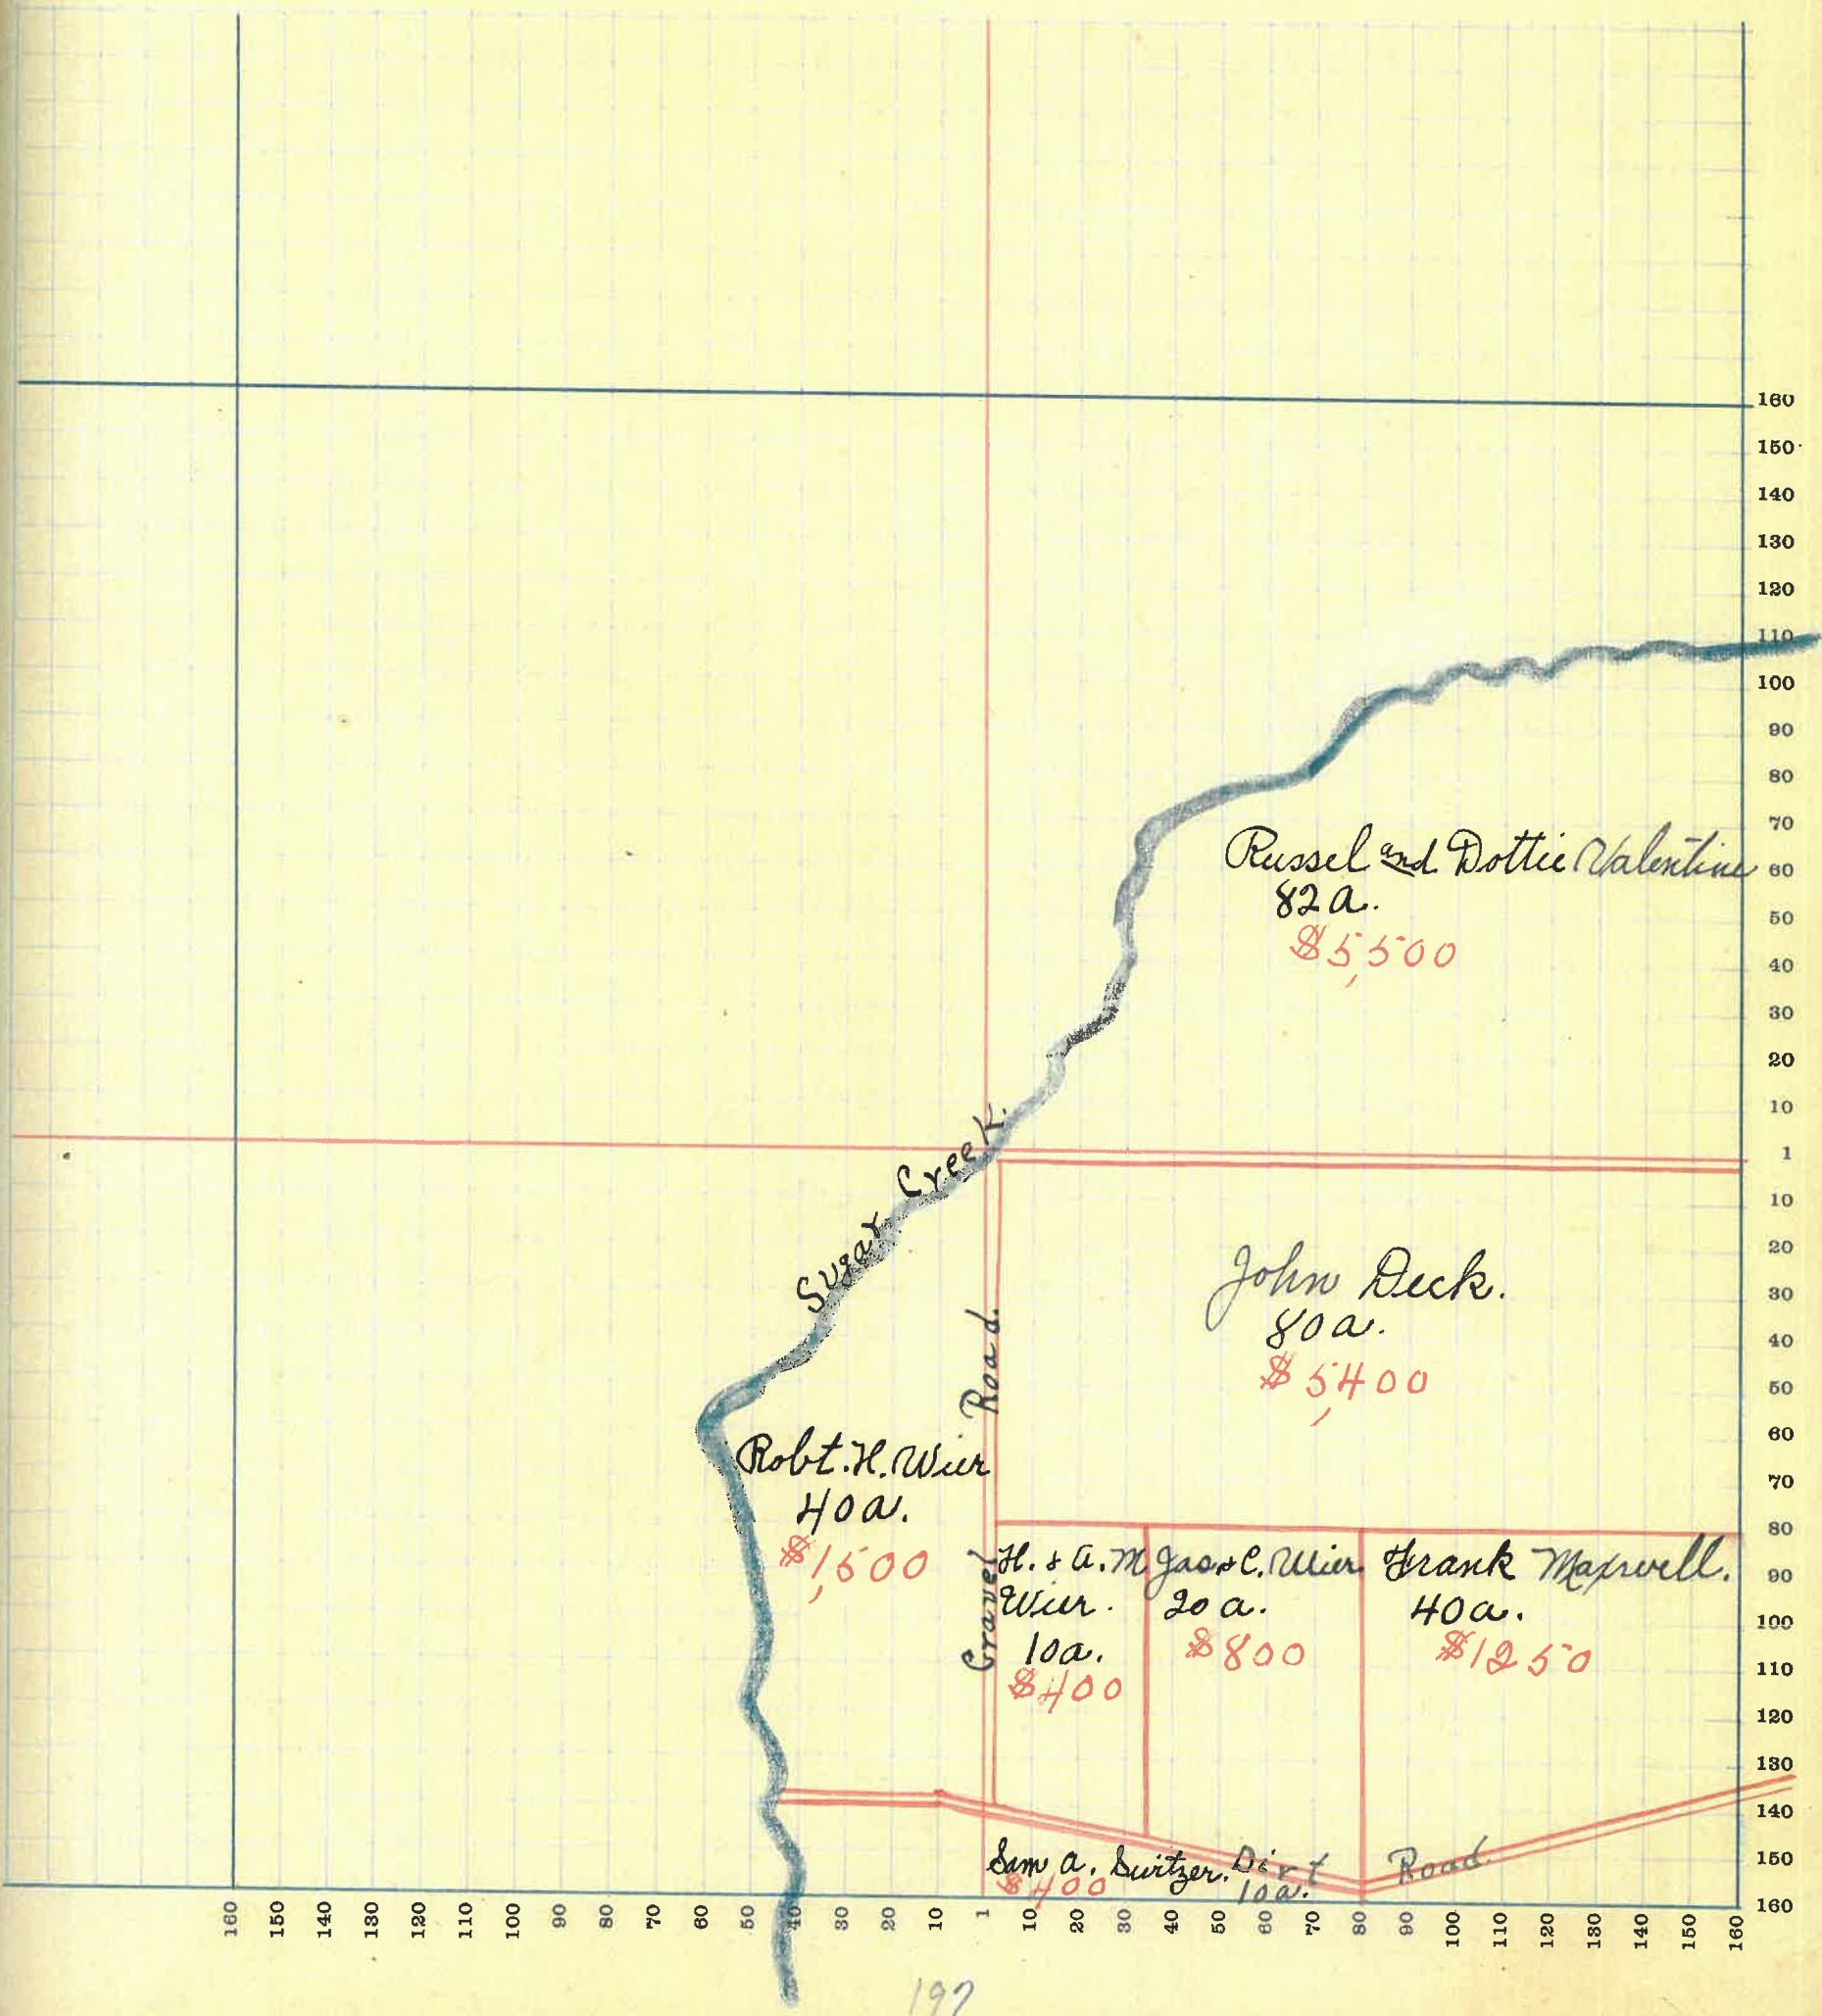 160
150
140
130
120
110
100
90
80
70
60
50
40
30
20
10
1
10
20
30
40
50
60
70
80
90
100
110
120
130
140
150
160
Russel and Dottie Valentine
82 a.
$5,500
Sugar Creek.
John Deck.
80 a.
$5,400
Gravel Road.
Robt. H. Wier
40 a.
$1,500
H. & A. M
Wier.
10a.
$400
Jas & C. Wier
20 a.
$800
Frank Maxwell.
40a.
$1250
Sam A. Switzer.
$400
10a.
Dirt Road
160 150 140 130 120 110 100 90 80 70 60 50 40 30 20 10 1 10 20 30 40 50 60 70 80 90 100 110 120 130 140 150 160
197